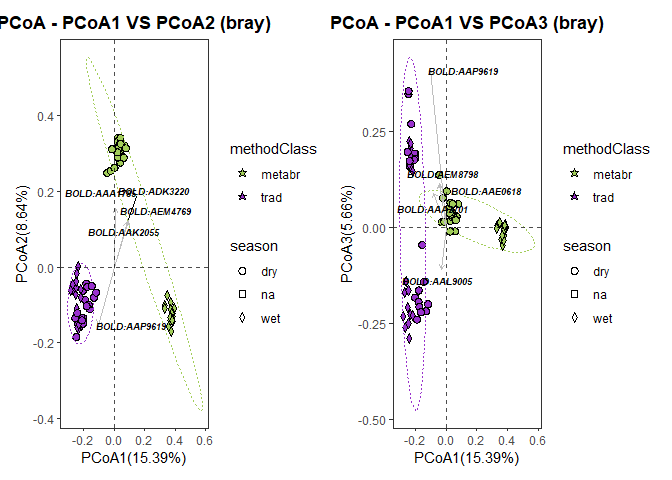 PCoA - PCoA1 VS PCoA2 (bray)
PCoA2(8.64%)
0.4
0.2
0.0
-0.2
-0.4
BOLD:ADK3220
BOLD:AEM4769
BOLD:AAK2055
BOLD:AAP9619
-0.2 0.0 0.2 0.4 0.6
PCoA1(15.39%)
methodClass
metabr
trad
season
dry
na
wet
PCoA - PCoA1 VS PCoA3 (bray)
PCoA3(5.66%)
0.25
0.00
-0.25
-0.50
BOLD:AAP9619
BOLD:AEM8798
BOLD:AAE0618
BOLD:AAL9005
-0.2 0.0 0.2 0.4 0.6
PCoA1(15.39%)
methodClass
metabr
trad
season
dry
na
wet